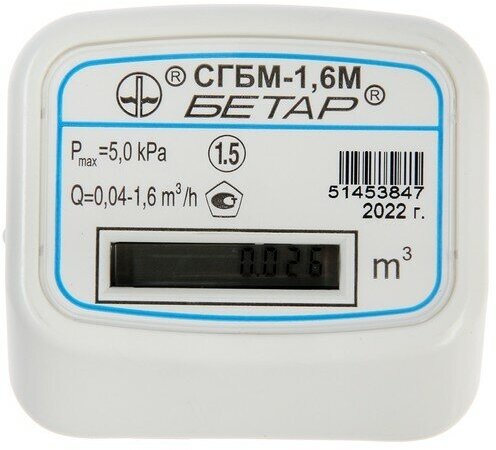 ® СГБМ-1,6М
БЕТАР®
Pmax=5,0 kPa
1.5
51453847
Q=0,04-1,6 m³/h
2022 г.
0.026
m³